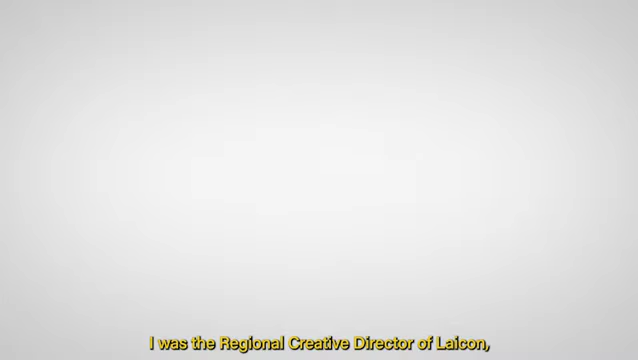 I was the Regional Creative Director of Laicon,